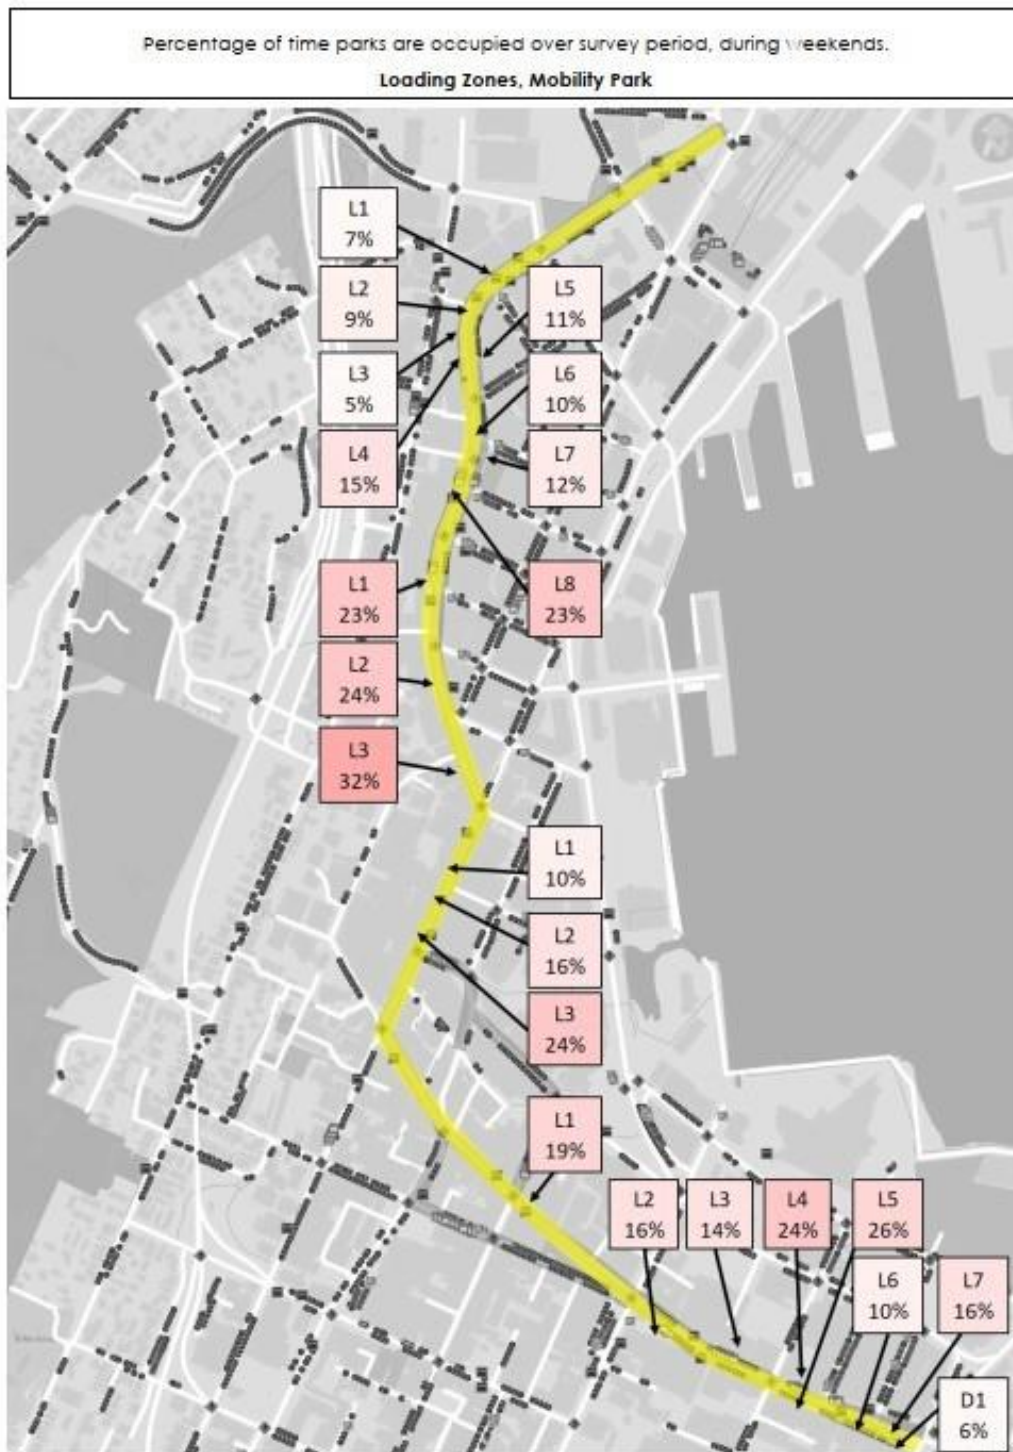 Percentage of time parks are occupied over survey period, during weekends.
Loading Zones, Mobility Park
L1
7%
L2
9%
L5
11%
L3
5%
L6
10%
L4
15%
L7
12%
L1
23%
L8
23%
L2
24%
L3
32%
L1
10%
L2
16%
L3
24%
L1
19%
L2
16%
L3
14%
L4
24%
L5
26%
L6
10%
L7
16%
D1
6%